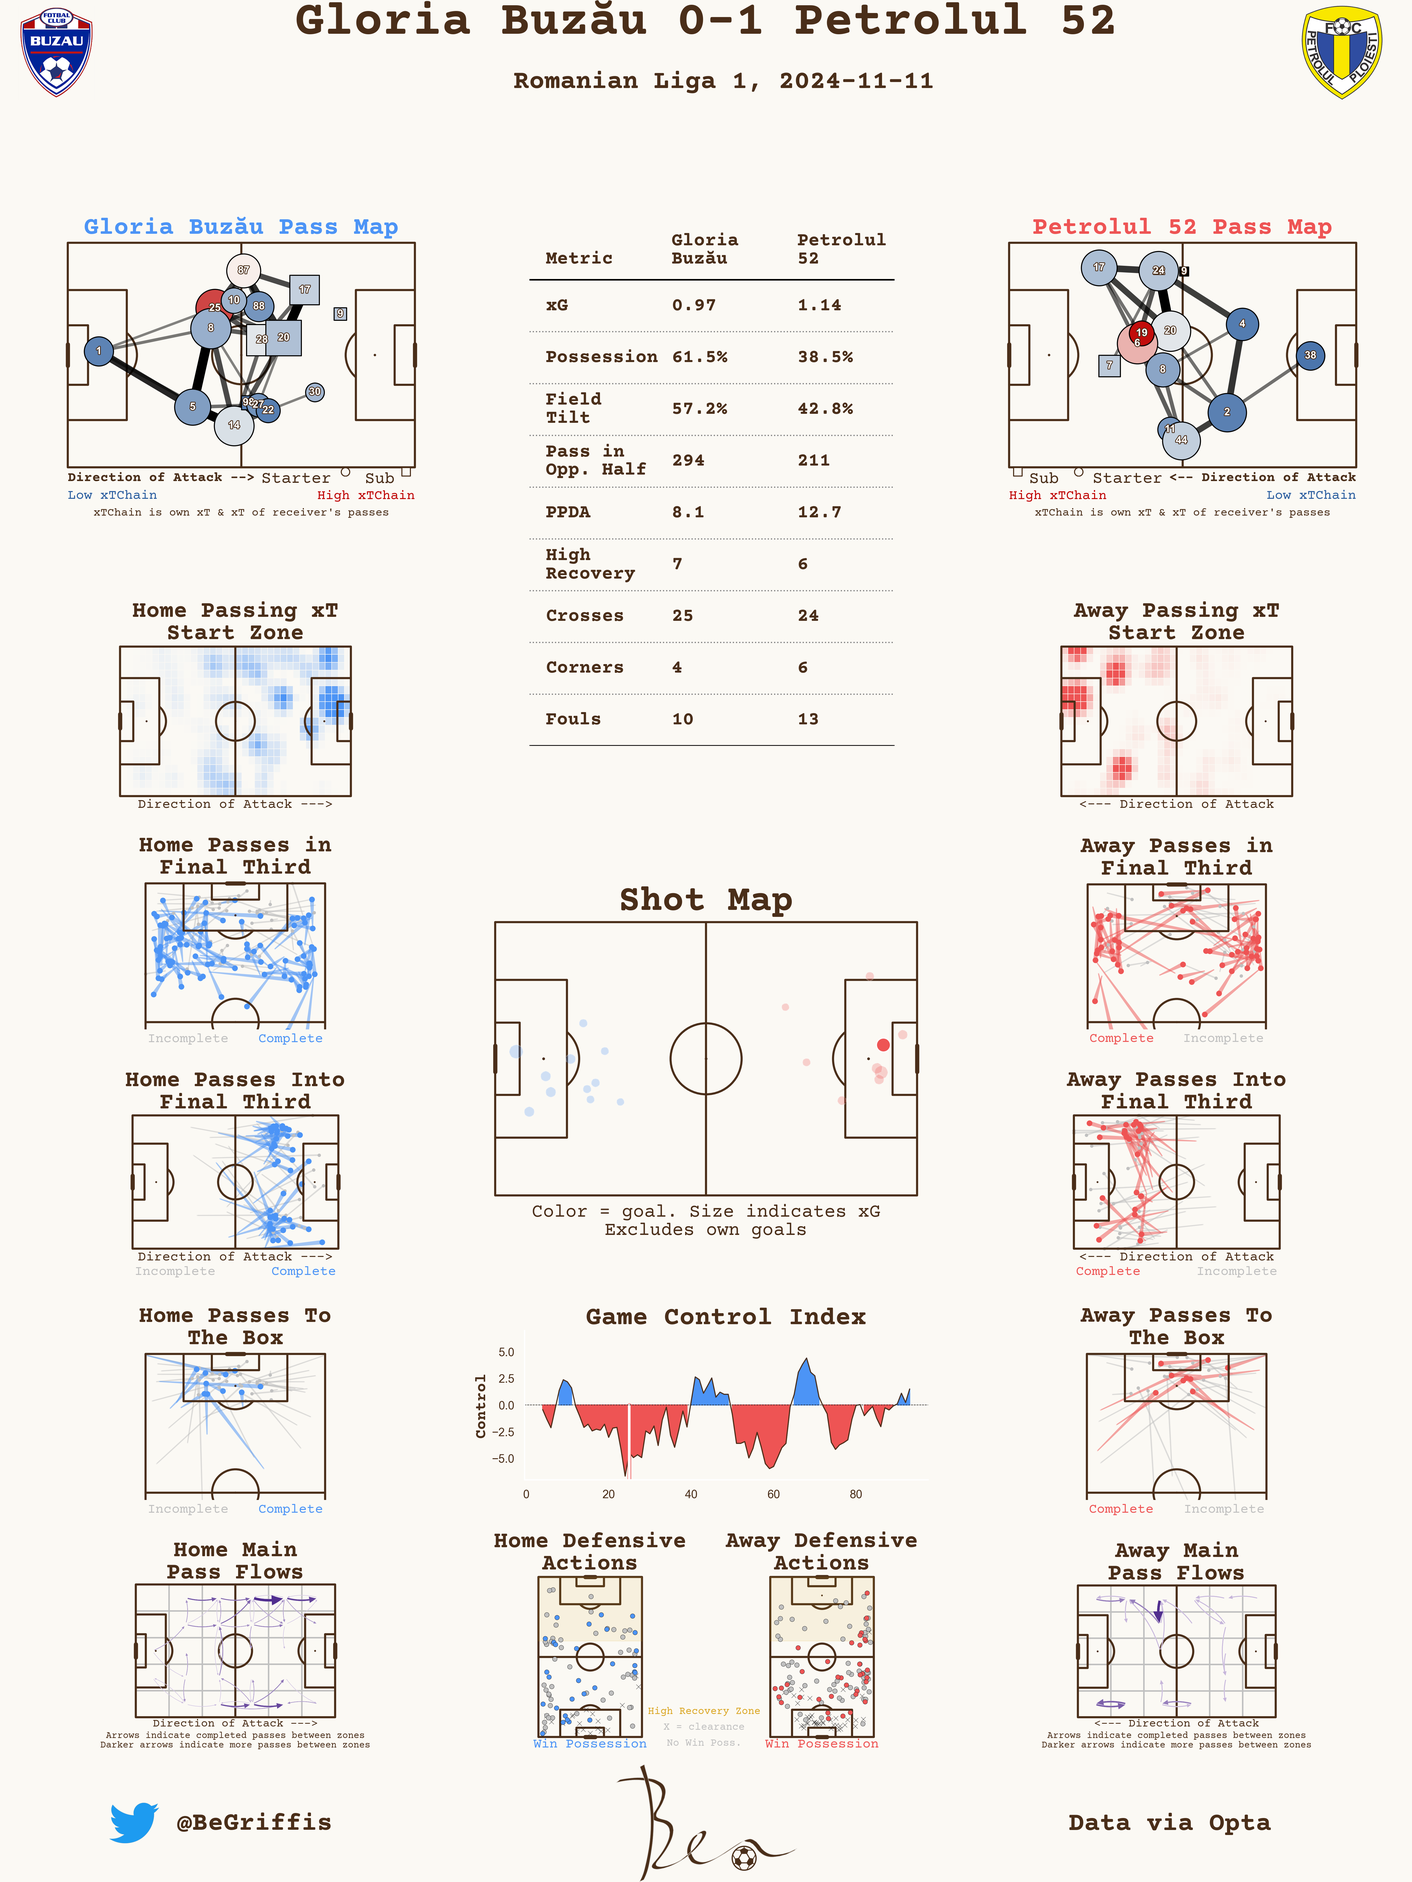 Gloria Buzău 0-1 Petrolul 52
Romanian Liga 1, 2024-11-11
FOTBAL
CLUB
BUZAU
F C
PETROLUL PLOIESTI
Gloria Buzău Pass Map
87
17
10
25
88
9
8
28
20
1
30
5
98
27
22
14
Direction of Attack --> Starter Sub
Low xTChain High xTChain
xTChain is own xT & xT of receiver's passes
Metric Gloria Buzău Petrolul 52
xG 0.97 1.14
Possession 61.5% 38.5%
Field Tilt 57.2% 42.8%
Pass in Opp. Half 294 211
PPDA 8.1 12.7
High Recovery 7 6
Crosses 25 24
Corners 4 6
Fouls 10 13
Petrolul 52 Pass Map
17
24
9
19
20
4
6
38
7
8
2
11
44
Sub Starter <-- Direction of Attack
High xTChain Low xTChain
xTChain is own xT & xT of receiver's passes
Home Passing xT
Start Zone
Direction of Attack --->
Away Passing xT
Start Zone
<--- Direction of Attack
Home Passes in
Final Third
Incomplete Complete
Away Passes in
Final Third
Complete Incomplete
Shot Map
Color = goal. Size indicates xG
Excludes own goals
Home Passes Into
Final Third
Direction of Attack --->
Incomplete Complete
Away Passes Into
Final Third
<--- Direction of Attack
Complete Incomplete
Home Passes To
The Box
Incomplete Complete
Game Control Index
Control
5.0
2.5
0.0
−2.5
−5.0
0 20 40 60 80
Away Passes To
The Box
Complete Incomplete
Home Main
Pass Flows
Direction of Attack --->
Arrows indicate completed passes between zones
Darker arrows indicate more passes between zones
Home Defensive
Actions
Win Possession
High Recovery Zone
X = clearance
No Win Poss.
Away Defensive
Actions
Win Possession
Away Main
Pass Flows
<--- Direction of Attack
Arrows indicate completed passes between zones
Darker arrows indicate more passes between zones
@BeGriffis
Ben
Data via Opta